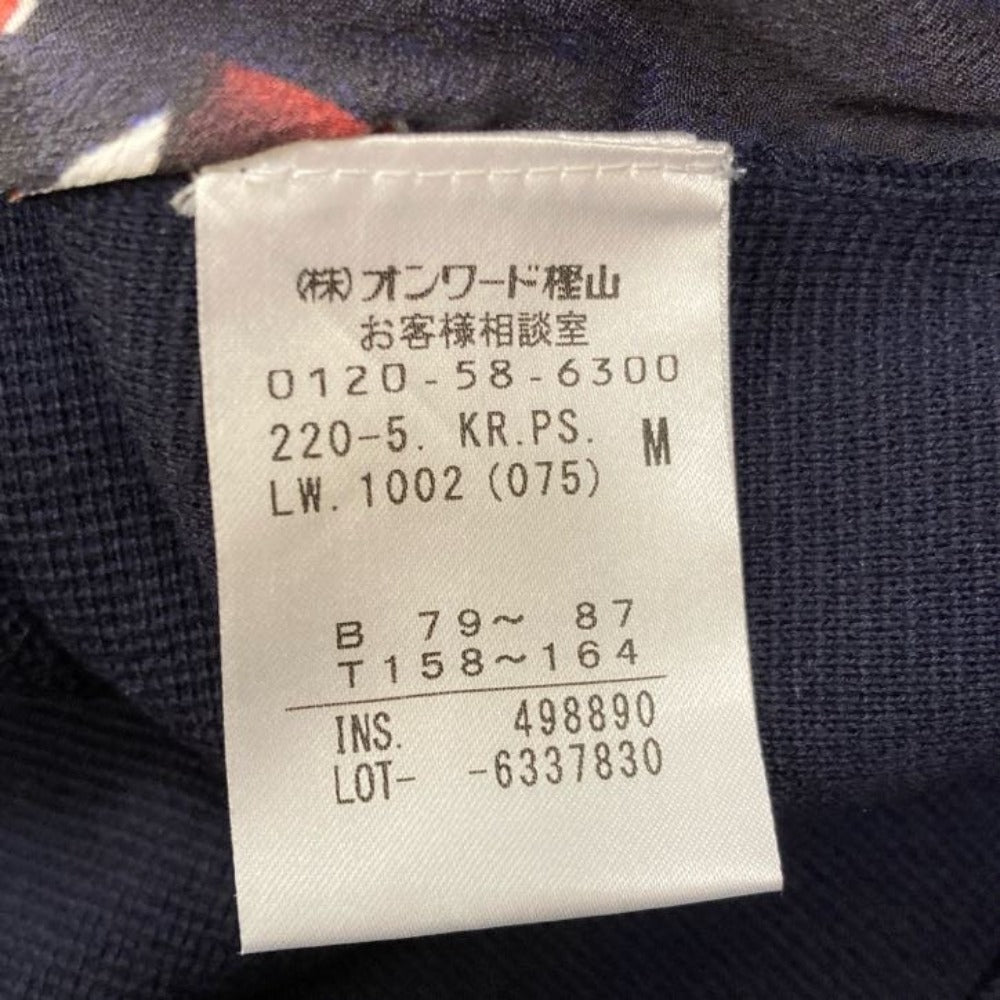 (株)オンワード樫山
お客様相談室
0120-58-6300
220-5. KR.PS. M
LW. 1002 (075)
B 79～ 87
T 158～164
INS. 498890
LOT- -6337830